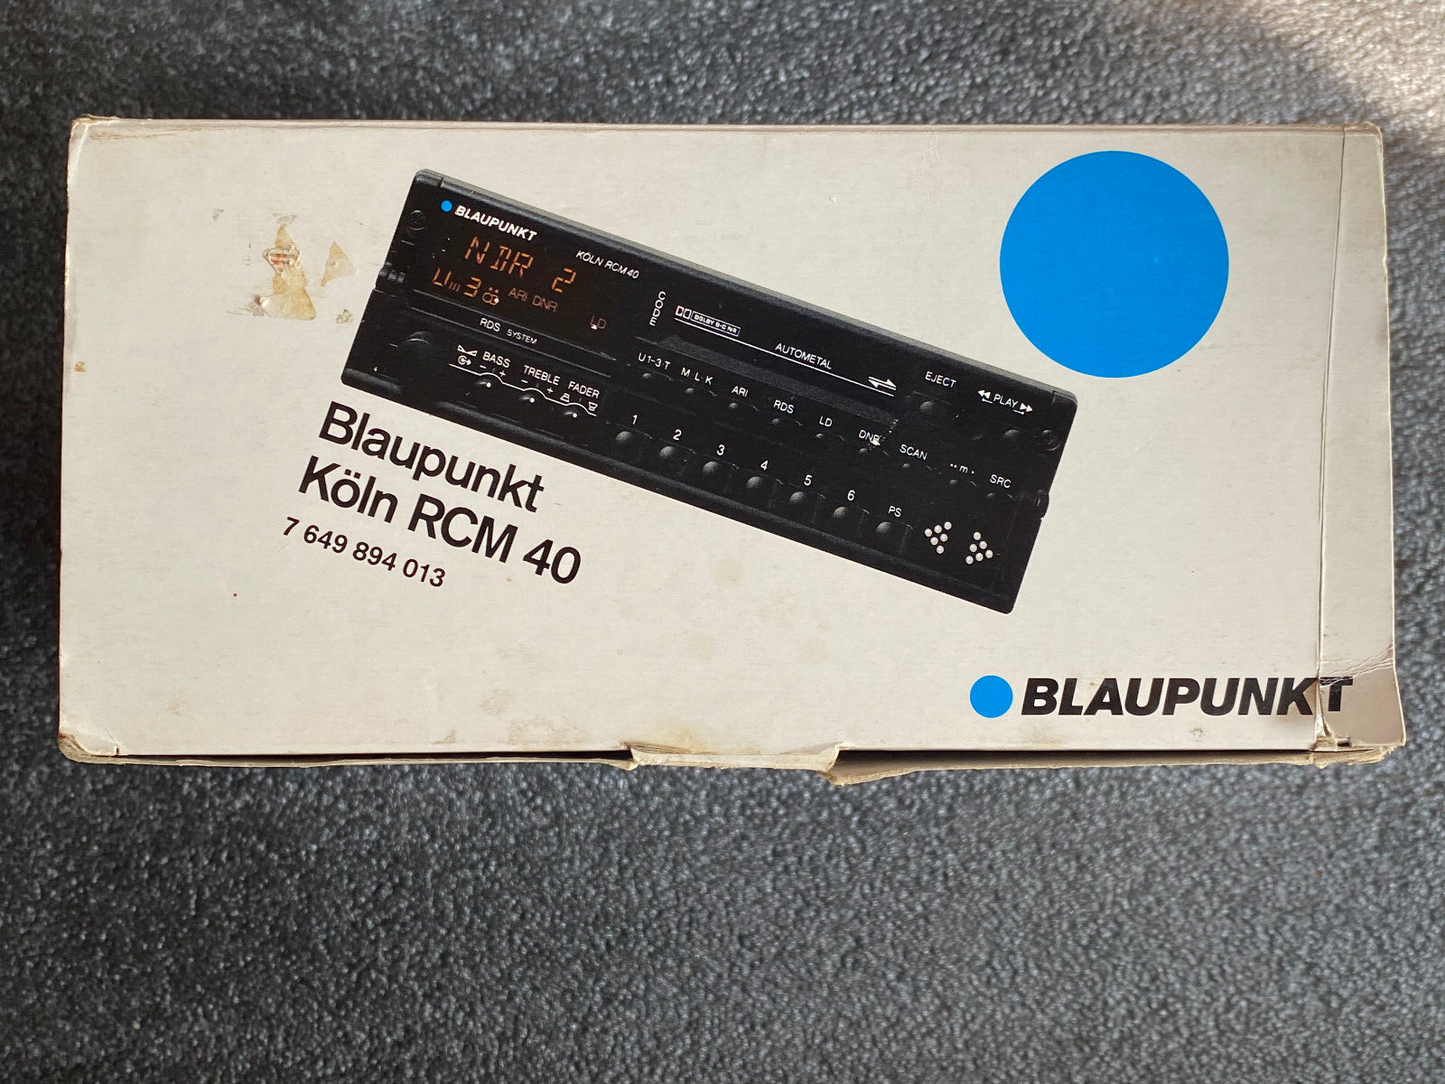 BLAUPUNKT
KÖLN RCM40
NDR 2
U 3 ARI DNR
LD
RDS SYSTEM
CODE
DOLBY B-C NR
AUTOMETAL
EJECT
PLAY
BASS
- +
TREBLE
- +
FADER
U1-3 T
M·L·K
ARI
RDS
LD
DNR
SCAN
··m·
SRC
1
2
3
4
5
6
PS
Blaupunkt
Köln RCM 40
7 649 894 013
BLAUPUNKT